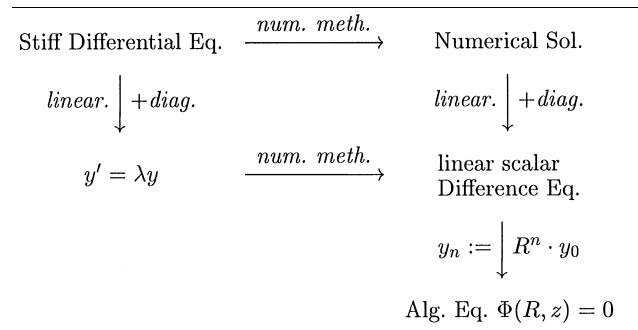 Stiff Differential Eq. num. meth. Numerical Sol.
linear. +diag. linear. +diag.
y' = λy num. meth. linear scalar
Difference Eq.
y_n := R^n · y_0
Alg. Eq. Φ(R, z) = 0